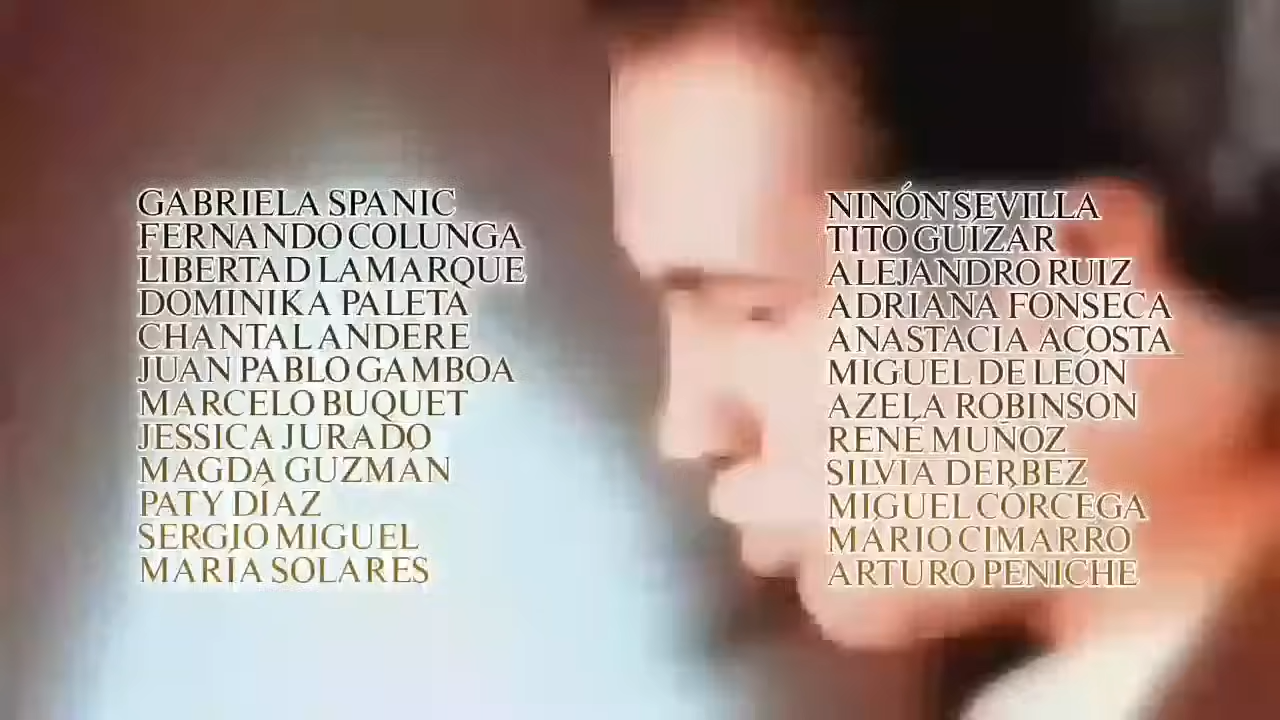 GABRIELA SPANIC
FERNANDO COLUNGA
LIBERTAD LAMARQUE
DOMINIKA PALETA
CHANTAL ANDERE
JUAN PABLO GAMBOA
MARCELO BUQUET
JESSICA JURADO
MAGDA GUZMÁN
PATY DÍAZ
SERGIO MIGUEL
MARÍA SOLARES
NINÓN SEVILLA
TITO GUÍZAR
ALEJANDRO RUIZ
ADRIANA FONSECA
ANASTACIA ACOSTA
MIGUEL DE LEÓN
AZELA ROBINSON
RENÉ MUÑOZ
SILVIA DERBEZ
MIGUEL CÓRCEGA
MARIO CIMARRO
ARTURO PENICHE